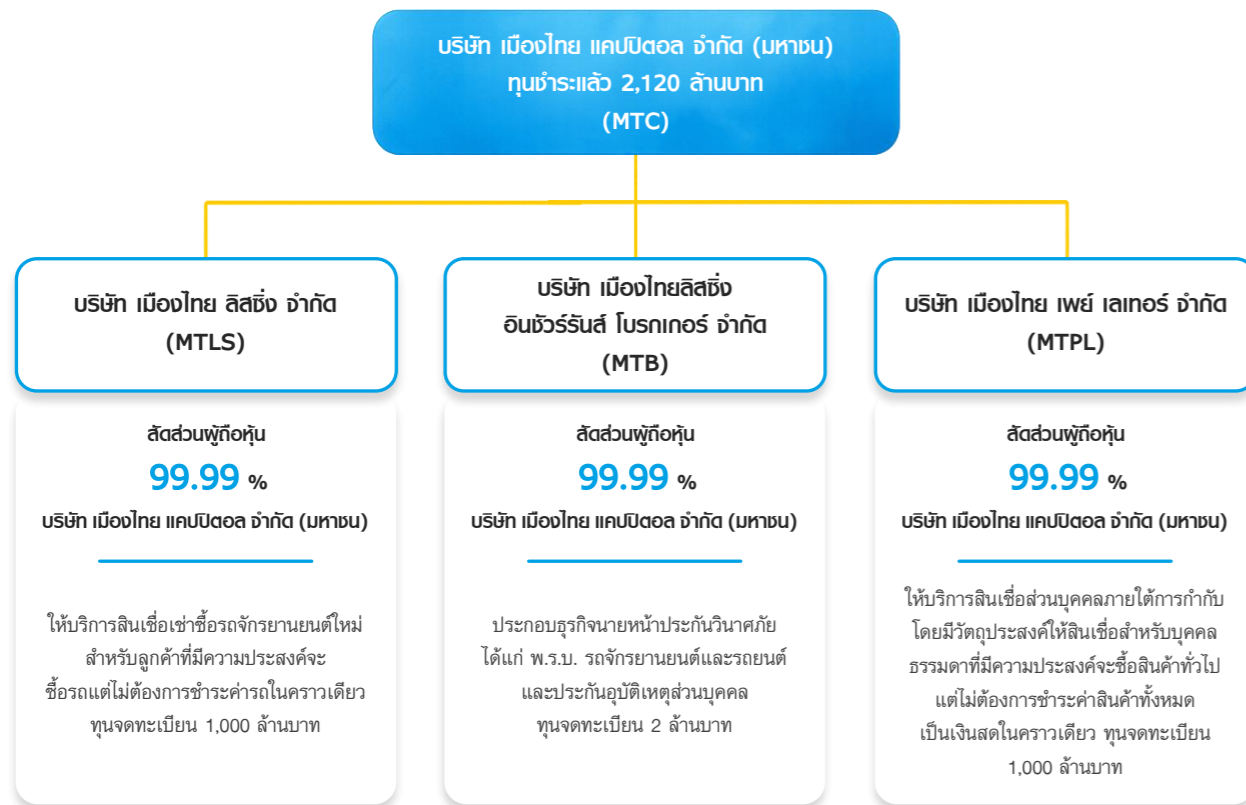 บริษัท เมืองไทย แคปปิตอล จำกัด (มหาชน)
ทุนชำระแล้ว 2,120 ล้านบาท
(MTC)
บริษัท เมืองไทย ลิสซิ่ง จำกัด
(MTLS)
สัดส่วนผู้ถือหุ้น
99.99 %
บริษัท เมืองไทย แคปปิตอล จำกัด (มหาชน)
ให้บริการสินเชื่อเช่าซื้อรถจักรยานยนต์ใหม่
สำหรับลูกค้าที่มีความประสงค์จะ
ซื้อรถแต่ไม่ต้องการชำระค่ารถในคราวเดียว
ทุนจดทะเบียน 1,000 ล้านบาท
บริษัท เมืองไทยลิสซิ่ง
อินชัวร์รันส์ โบรกเกอร์ จำกัด
(MTB)
สัดส่วนผู้ถือหุ้น
99.99 %
บริษัท เมืองไทย แคปปิตอล จำกัด (มหาชน)
ประกอบธุรกิจนายหน้าประกันวินาศภัย
ได้แก่ พ.ร.บ. รถจักรยานยนต์และรถยนต์
และประกันอุบัติเหตุส่วนบุคคล
ทุนจดทะเบียน 2 ล้านบาท
บริษัท เมืองไทย เพย์ เลเทอร์ จำกัด
(MTPL)
สัดส่วนผู้ถือหุ้น
99.99 %
บริษัท เมืองไทย แคปปิตอล จำกัด (มหาชน)
ให้บริการสินเชื่อส่วนบุคคลภายใต้การกำกับ
โดยมีวัตถุประสงค์ให้สินเชื่อสำหรับบุคคล
ธรรมดาที่มีความประสงค์จะซื้อสินค้าทั่วไป
แต่ไม่ต้องการชำระค่าสินค้าทั้งหมด
เป็นเงินสดในคราวเดียว ทุนจดทะเบียน
1,000 ล้านบาท